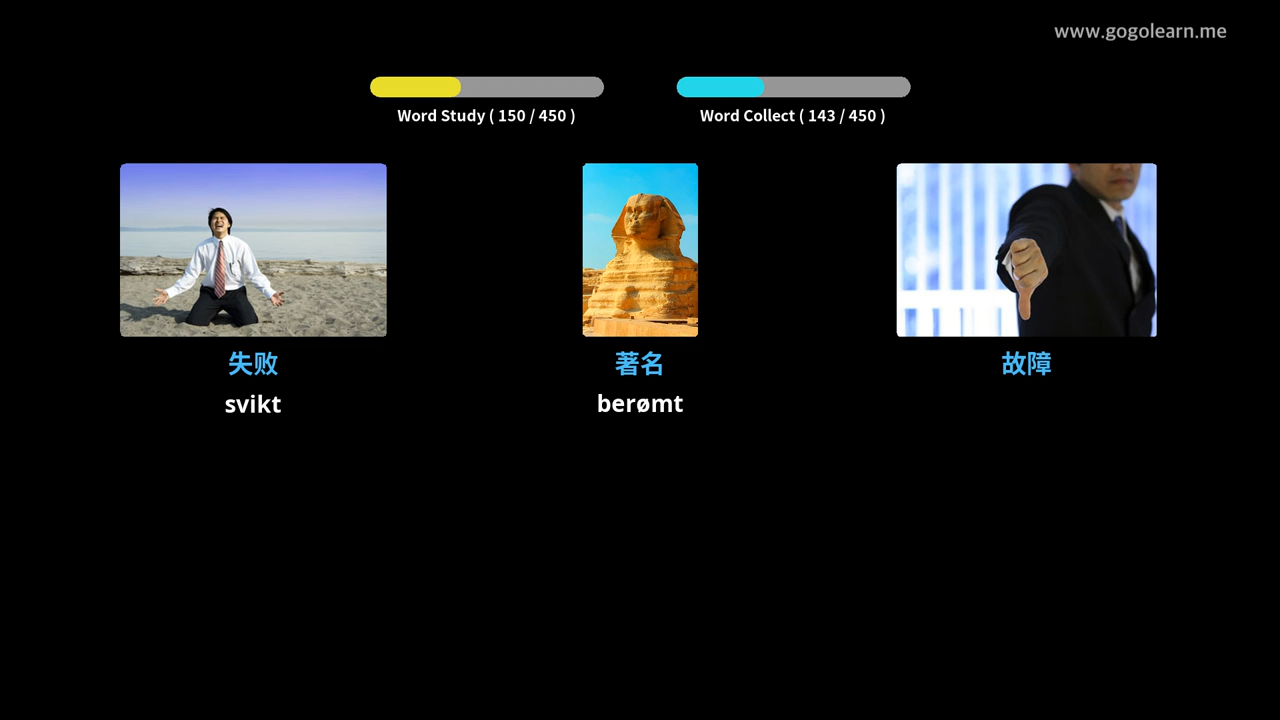 www.gogolearn.me
Word Study ( 150 / 450 )
Word Collect ( 143 / 450 )
失败
著名
故障
svikt
berømt